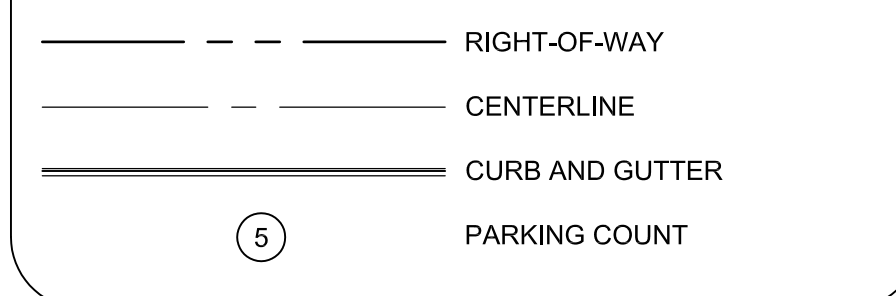 RIGHT-OF-WAY
CENTERLINE
CURB AND GUTTER
5 PARKING COUNT